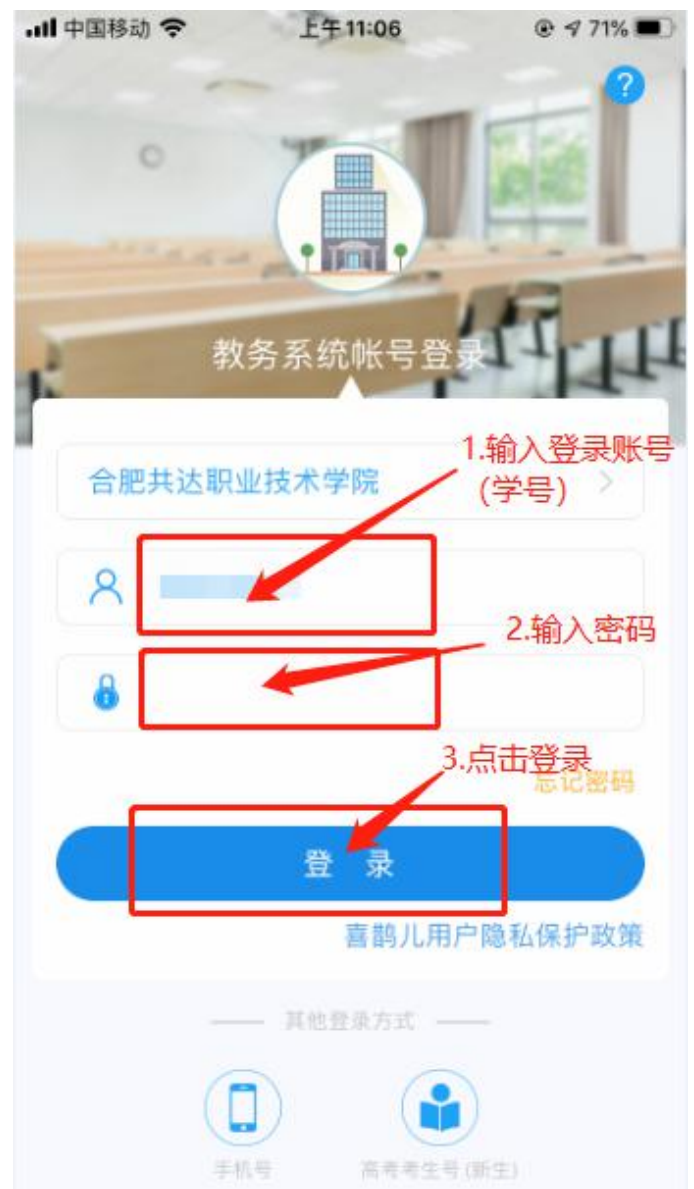 中国移动 上午11:06 71%
?
教务系统帐号登录
1.输入登录账号
(学号)
合肥共达职业技术学院
2.输入密码
3.点击登录
忘记密码
登 录
喜鹊儿用户隐私保护政策
其他登录方式
手机号 高考考生号(新生)